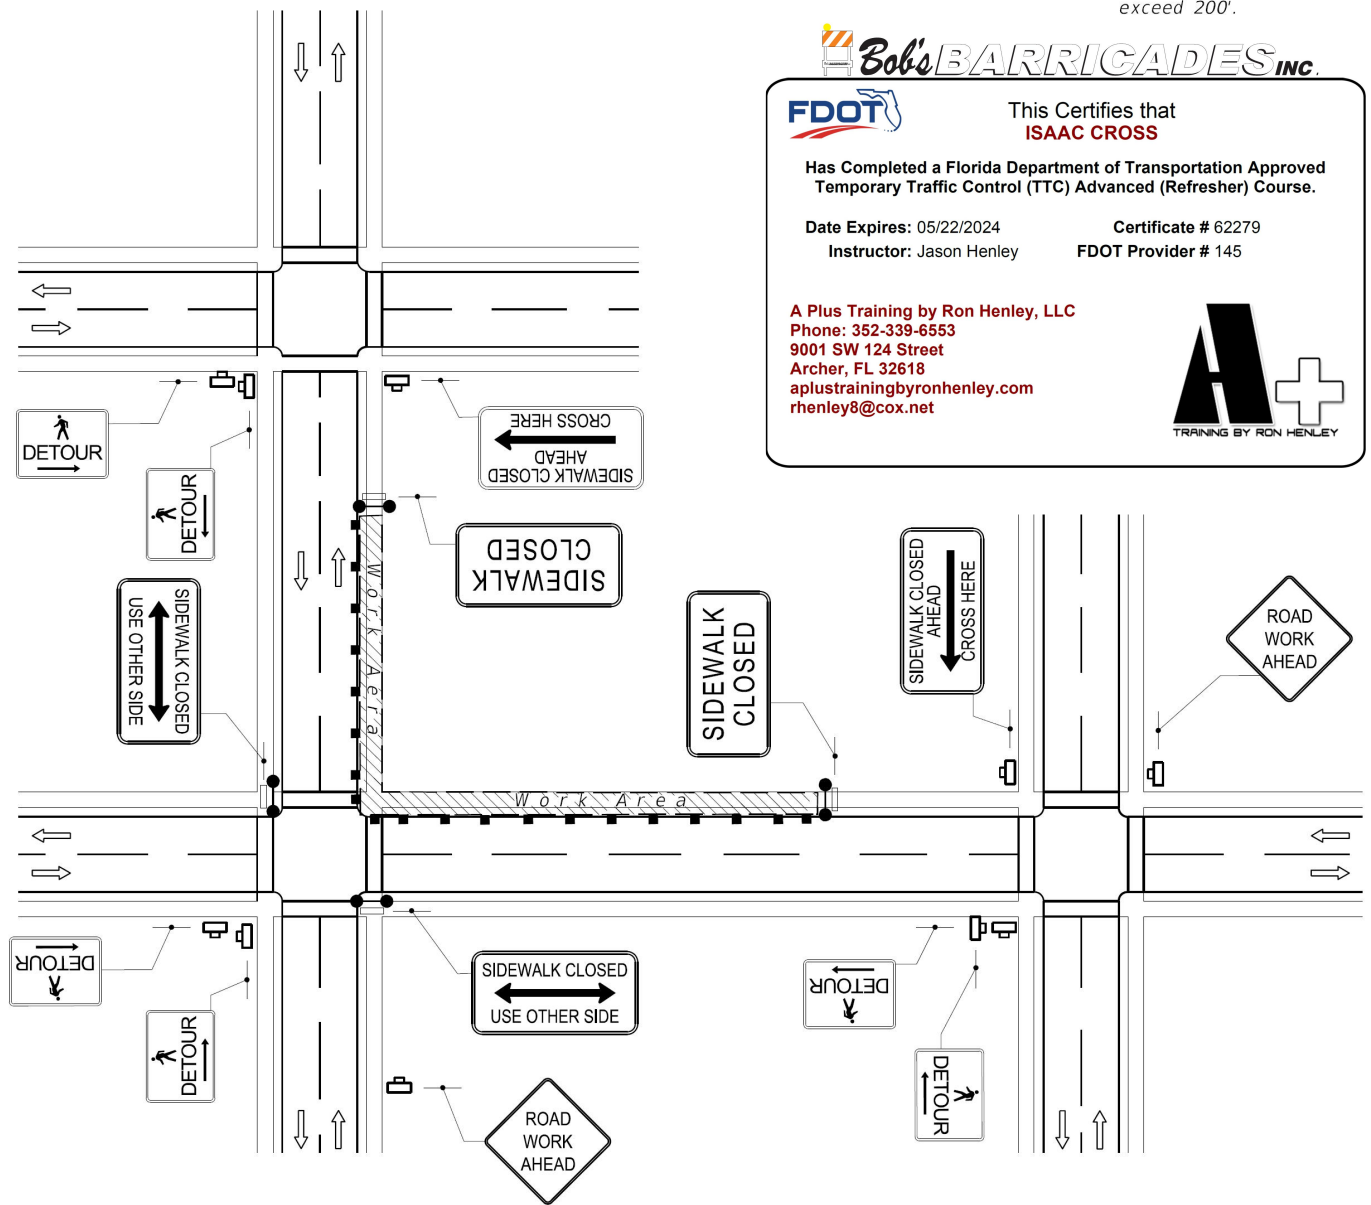 exceed 200'.
Bob's BARRICADES INC.
FDOT
This Certifies that
ISAAC CROSS
Has Completed a Florida Department of Transportation Approved
Temporary Traffic Control (TTC) Advanced (Refresher) Course.
Date Expires: 05/22/2024
Certificate # 62279
Instructor: Jason Henley
FDOT Provider # 145
A Plus Training by Ron Henley, LLC
Phone: 352-339-6553
9001 SW 124 Street
Archer, FL 32618
aplustrainingbyronhenley.com
rhenley8@cox.net
A+
TRAINING BY RON HENLEY
DETOUR
DETOUR
SIDEWALK CLOSED
AHEAD
CROSS HERE
SIDEWALK
CLOSED
SIDEWALK CLOSED
USE OTHER SIDE
Work Aera
SIDEWALK
CLOSED
SIDEWALK CLOSED
AHEAD
CROSS HERE
ROAD
WORK
AHEAD
Work Area
DETOUR
DETOUR
SIDEWALK CLOSED
USE OTHER SIDE
DETOUR
DETOUR
ROAD
WORK
AHEAD